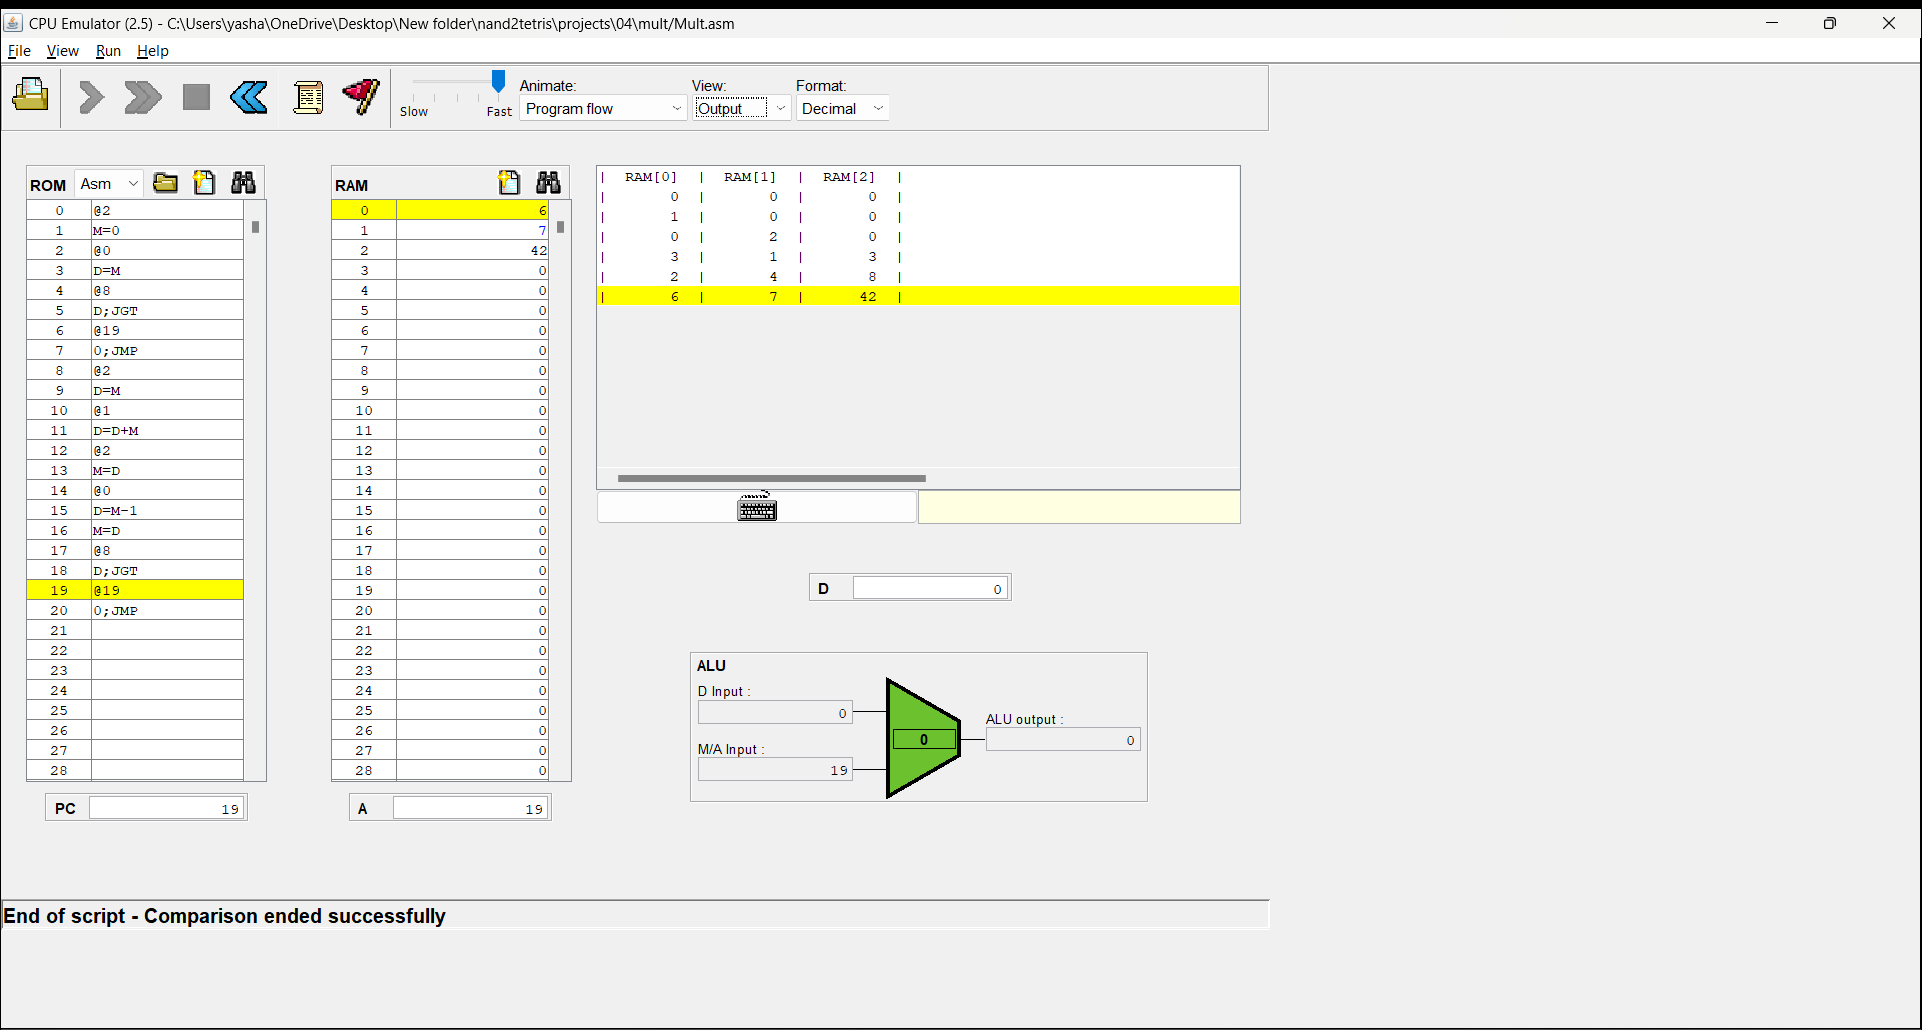 CPU Emulator (2.5) - C:\Users\yasha\OneDrive\Desktop\New folder\nand2tetris\projects\04\mult/Mult.asm
File View Run Help
Slow Fast
Animate:
Program flow
View:
Output
Format:
Decimal
ROM Asm
0 @2
1 M=0
2 @0
3 D=M
4 @8
5 D;JGT
6 @19
7 0;JMP
8 @2
9 D=M
10 @1
11 D=D+M
12 @2
13 M=D
14 @0
15 D=M-1
16 M=D
17 @8
18 D;JGT
19 @19
20 0;JMP
21
22
23
24
25
26
27
28
PC 19
RAM
0 6
1 7
2 42
3 0
4 0
5 0
6 0
7 0
8 0
9 0
10 0
11 0
12 0
13 0
14 0
15 0
16 0
17 0
18 0
19 0
20 0
21 0
22 0
23 0
24 0
25 0
26 0
27 0
28 0
A 19
| RAM[0] | RAM[1] | RAM[2] |
| 0 | 0 | 0 |
| 1 | 0 | 0 |
| 0 | 2 | 0 |
| 3 | 1 | 3 |
| 2 | 4 | 8 |
| 6 | 7 | 42 |
D 0
ALU
D Input :
0
M/A Input :
19
0
ALU output :
0
End of script - Comparison ended successfully